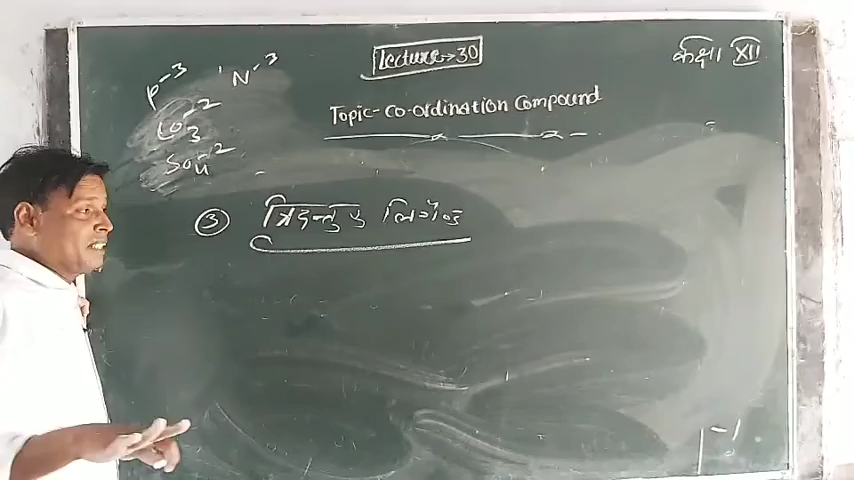 Lecture→30
कक्षा XII
Topic-Co-ordination Compound
P⁻³ N⁻³
CO₃⁻²
SO₄⁻²
③ त्रिदन्तुक लिगेण्ड